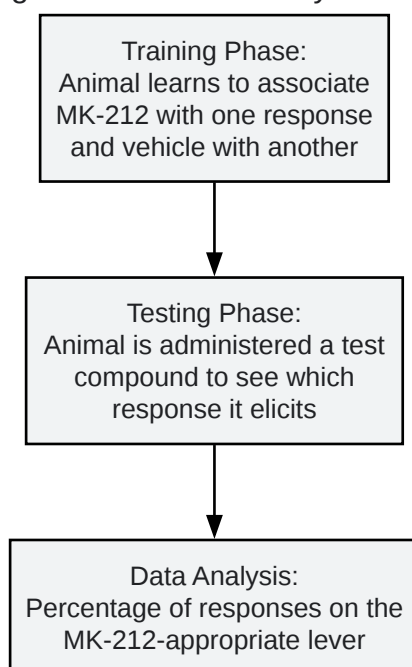 Training Phase:
Animal learns to associate
MK-212 with one response
and vehicle with another
Testing Phase:
Animal is administered a test
compound to see which
response it elicits
Data Analysis:
Percentage of responses on the
MK-212-appropriate lever